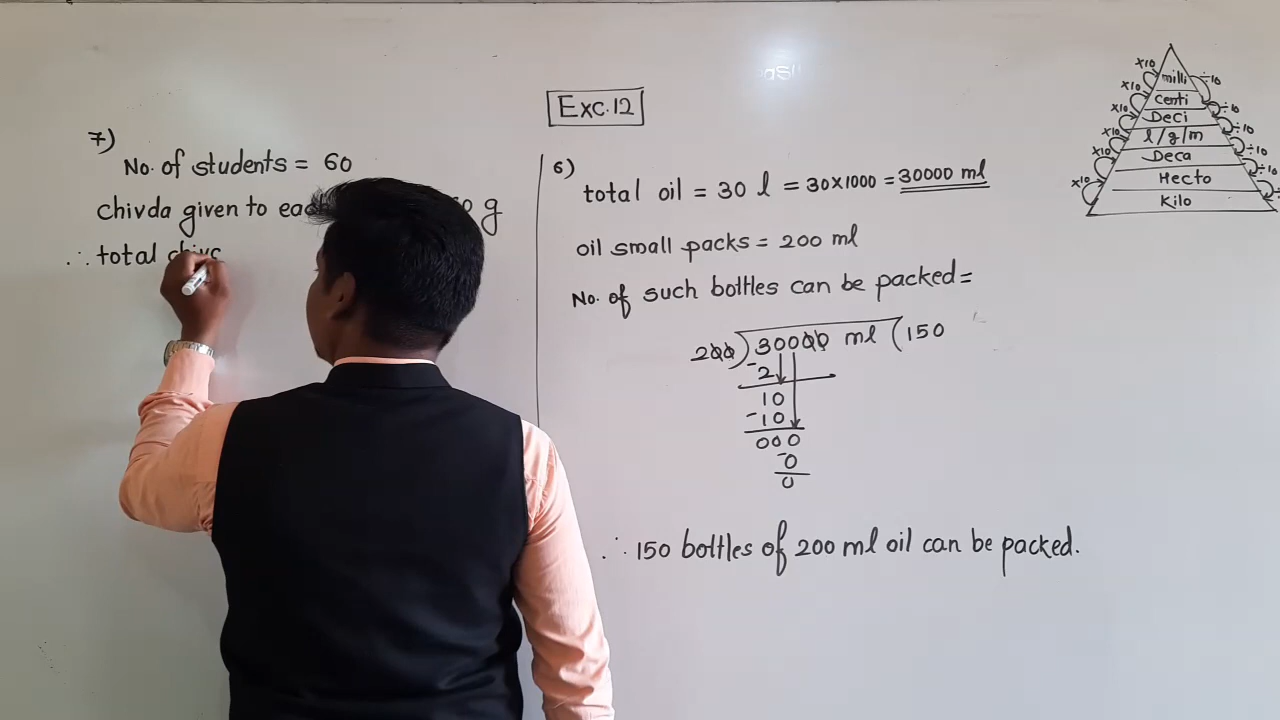 Exc.12
7)
No. of students = 60
chivda given to g
∴ total
6)
total oil = 30 l = 30×1000 = 30000 ml
oil small packs = 200 ml
No. of such bottles can be packed =
200 ) 30000 ml ( 150
- 2
10
- 10
000
- 0
0
∴ 150 bottles of 200 ml oil can be packed.
×10 milli ÷10
×10 Centi ÷10
×10 Deci ÷10
×10 l/g/m ÷10
×10 Deca ÷10
×10 Hecto
Kilo